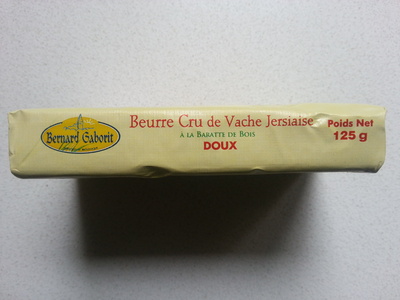 Bernard Gaborit
Beurre Cru de Vache Jersiaise
À LA BARATTE DE BOIS
DOUX
Poids Net
125 g